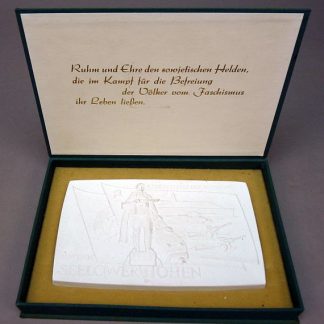 Ruhm und Ehre den sowjetischen Helden,
die im Kampf für die Befreiung
der Völker vom Faschismus
ihr Leben ließen.
SEELOWER HÖHEN